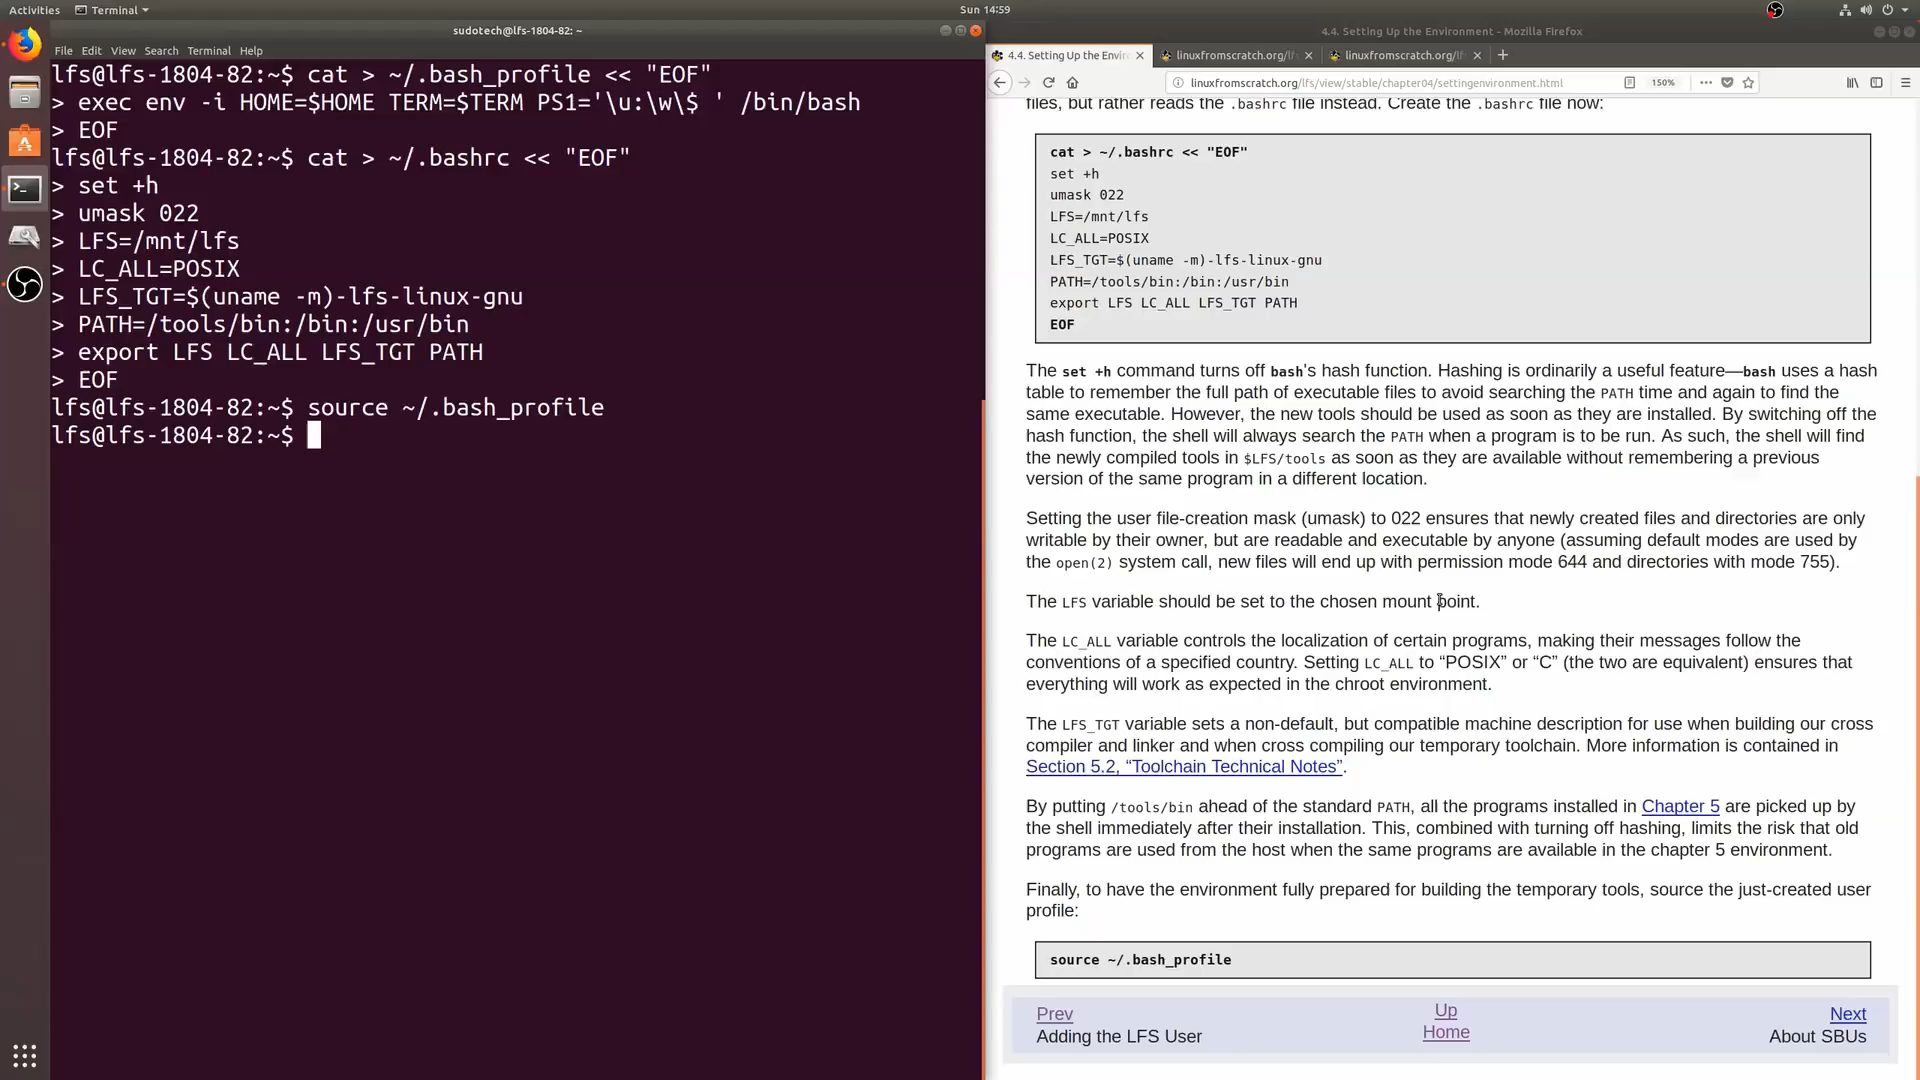 Activities
Terminal
Sun 14:59
sudotech@lfs-1804-82: ~
File Edit View Search Terminal Help
lfs@lfs-1804-82:~$ cat > ~/.bash_profile << "EOF"
> exec env -i HOME=$HOME TERM=$TERM PS1='\u:\w\$ ' /bin/bash
> EOF
lfs@lfs-1804-82:~$ cat > ~/.bashrc << "EOF"
> set +h
> umask 022
> LFS=/mnt/lfs
> LC_ALL=POSIX
> LFS_TGT=$(uname -m)-lfs-linux-gnu
> PATH=/tools/bin:/bin:/usr/bin
> export LFS LC_ALL LFS_TGT PATH
> EOF
lfs@lfs-1804-82:~$ source ~/.bash_profile
lfs@lfs-1804-82:~$
4.4. Setting Up the Environment - Mozilla Firefox
4.4. Setting Up the Envir
linuxfromscratch.org/lfs
linuxfromscratch.org/lfs
linuxfromscratch.org/lfs/view/stable/chapter04/settingenvironment.html
150%
files, but rather reads the .bashrc file instead. Create the .bashrc file now:
cat > ~/.bashrc << "EOF"
set +h
umask 022
LFS=/mnt/lfs
LC_ALL=POSIX
LFS_TGT=$(uname -m)-lfs-linux-gnu
PATH=/tools/bin:/bin:/usr/bin
export LFS LC_ALL LFS_TGT PATH
EOF
The set +h command turns off bash's hash function. Hashing is ordinarily a useful feature—bash uses a hash
table to remember the full path of executable files to avoid searching the PATH time and again to find the
same executable. However, the new tools should be used as soon as they are installed. By switching off the
hash function, the shell will always search the PATH when a program is to be run. As such, the shell will find
the newly compiled tools in $LFS/tools as soon as they are available without remembering a previous
version of the same program in a different location.
Setting the user file-creation mask (umask) to 022 ensures that newly created files and directories are only
writable by their owner, but are readable and executable by anyone (assuming default modes are used by
the open(2) system call, new files will end up with permission mode 644 and directories with mode 755).
The LFS variable should be set to the chosen mount point.
The LC_ALL variable controls the localization of certain programs, making their messages follow the
conventions of a specified country. Setting LC_ALL to “POSIX” or “C” (the two are equivalent) ensures that
everything will work as expected in the chroot environment.
The LFS_TGT variable sets a non-default, but compatible machine description for use when building our cross
compiler and linker and when cross compiling our temporary toolchain. More information is contained in
Section 5.2, “Toolchain Technical Notes”.
By putting /tools/bin ahead of the standard PATH, all the programs installed in Chapter 5 are picked up by
the shell immediately after their installation. This, combined with turning off hashing, limits the risk that old
programs are used from the host when the same programs are available in the chapter 5 environment.
Finally, to have the environment fully prepared for building the temporary tools, source the just-created user
profile:
source ~/.bash_profile
Prev
Up
Next
Adding the LFS User
Home
About SBUs